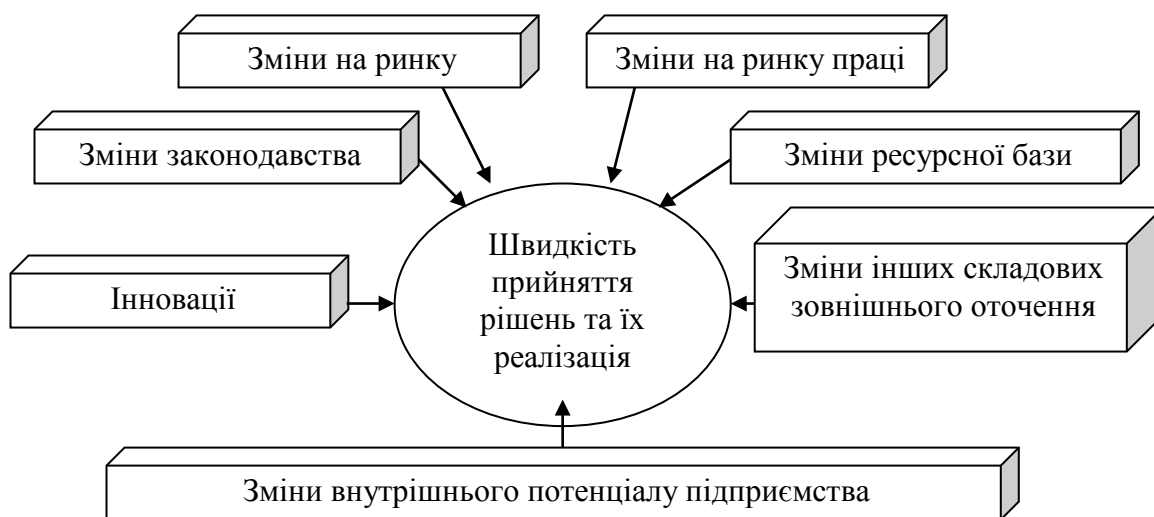 Зміни на ринку
Зміни на ринку праці
Зміни законодавства
Зміни ресурсної бази
Інновації
Швидкість
прийняття
рішень та їх
реалізація
Зміни інших складових
зовнішнього оточення
Зміни внутрішнього потенціалу підприємства